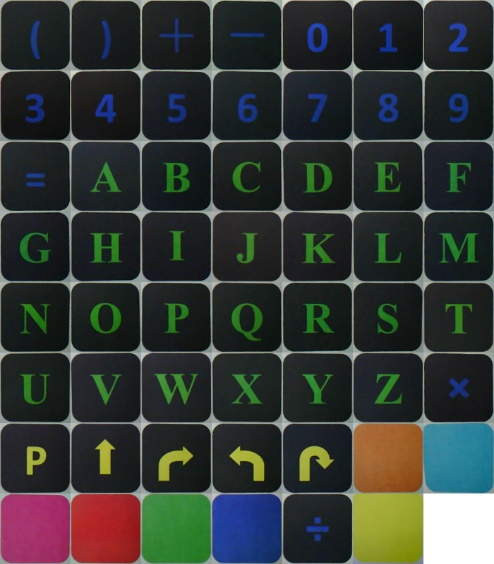 ( ) + — 0 1 2
3 4 5 6 7 8 9
= A B C D E F
G H I J K L M
N O P Q R S T
U V W X Y Z ×
P
÷